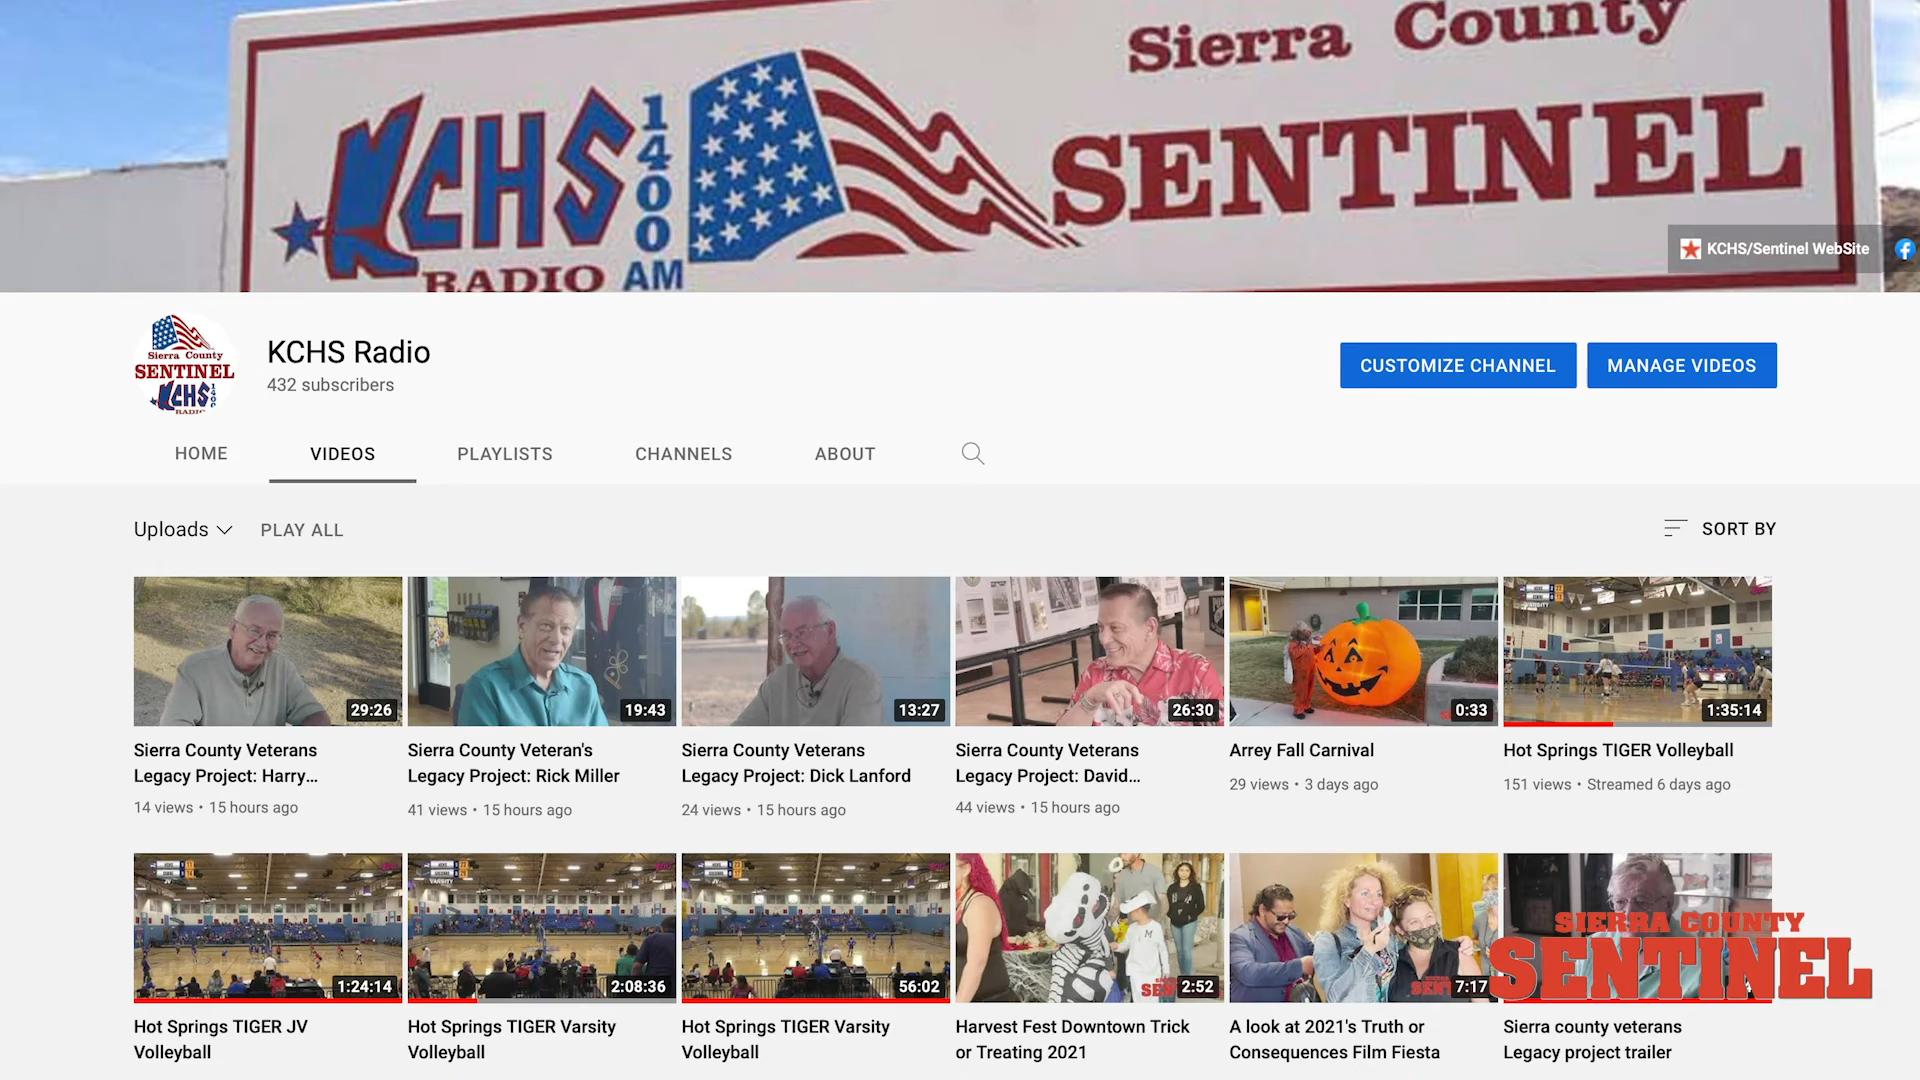 Sierra County
KCHS
1400
SENTINEL
RADIO AM
KCHS/Sentinel WebSite
Sierra County
SENTINEL
KCHS
1400
RADIO
KCHS Radio
432 subscribers
CUSTOMIZE CHANNEL
MANAGE VIDEOS
HOME
VIDEOS
PLAYLISTS
CHANNELS
ABOUT
Uploads
PLAY ALL
SORT BY
29:26
19:43
13:27
26:30
0:33
1:35:14
Sierra County Veterans
Legacy Project: Harry...
14 views • 15 hours ago
Sierra County Veteran's
Legacy Project: Rick Miller
41 views • 15 hours ago
Sierra County Veterans
Legacy Project: Dick Lanford
24 views • 15 hours ago
Sierra County Veterans
Legacy Project: David...
44 views • 15 hours ago
Arrey Fall Carnival
29 views • 3 days ago
Hot Springs TIGER Volleyball
151 views • Streamed 6 days ago
VARSITY
JV
1:24:14
VARSITY
2:08:36
JV
56:02
SEN
2:52
SENT
7:17
SIERRA COUNTY
SENTINEL
Hot Springs TIGER JV
Volleyball
Hot Springs TIGER Varsity
Volleyball
Hot Springs TIGER Varsity
Volleyball
Harvest Fest Downtown Trick
or Treating 2021
A look at 2021's Truth or
Consequences Film Fiesta
Sierra county veterans
Legacy project trailer